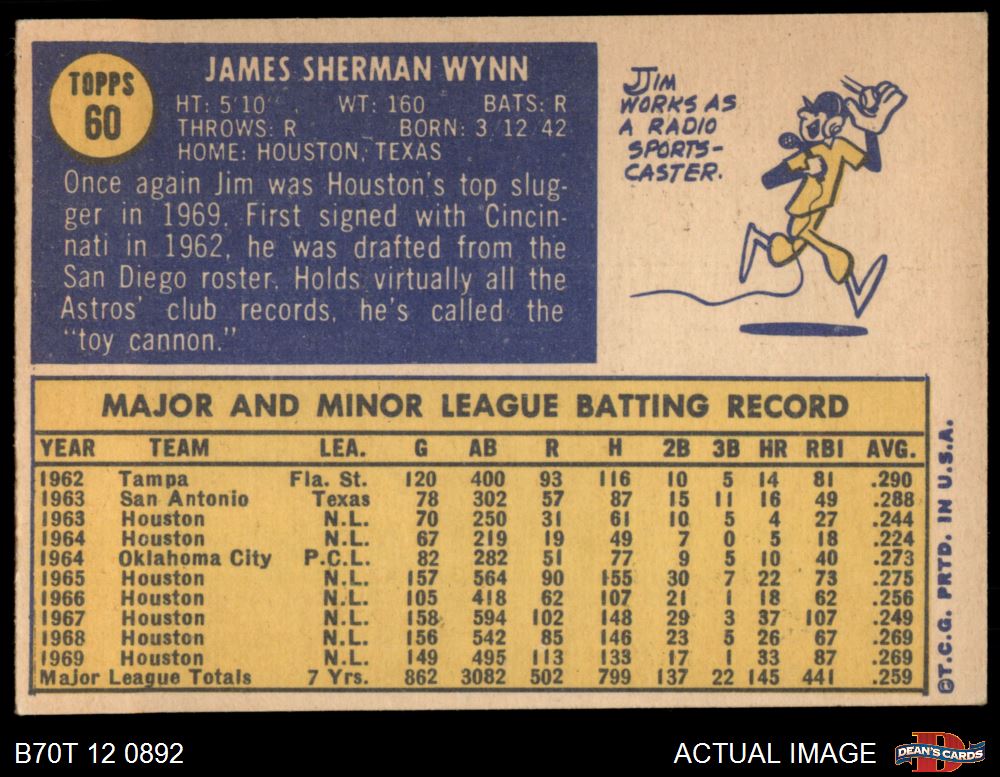 TOPPS
60
JAMES SHERMAN WYNN
HT: 5'10" WT: 160 BATS: R
THROWS: R BORN: 3 12 42
HOME: HOUSTON, TEXAS
Once again Jim was Houston's top slug-
ger in 1969. First signed with Cincin-
nati in 1962, he was drafted from the
San Diego roster. Holds virtually all the
Astros' club records, he's called the
"toy cannon."
JIM
WORKS AS
A RADIO
SPORTS-
CASTER.
MAJOR AND MINOR LEAGUE BATTING RECORD
YEAR TEAM LEA. G AB R H 2B 3B HR RBI AVG.
1962 Tampa Fla. St. 120 400 93 116 10 5 14 81 .290
1963 San Antonio Texas 78 302 57 87 15 11 16 49 .288
1963 Houston N.L. 70 250 31 61 10 5 4 27 .244
1964 Houston N.L. 67 219 19 49 7 0 5 18 .224
1964 Oklahoma City P.C.L. 82 282 51 77 9 5 10 40 .273
1965 Houston N.L. 157 564 90 155 30 7 22 73 .275
1966 Houston N.L. 105 418 62 107 21 1 18 62 .256
1967 Houston N.L. 158 594 102 148 29 3 37 107 .249
1968 Houston N.L. 156 542 85 146 23 5 26 67 .269
1969 Houston N.L. 149 495 113 133 17 1 33 87 .269
Major League Totals 7 Yrs. 862 3082 502 799 137 22 145 441 .259
©T.C.G. PRTD. IN U.S.A.
B70T 12 0892
ACTUAL IMAGE
D
DEAN'S CARDS